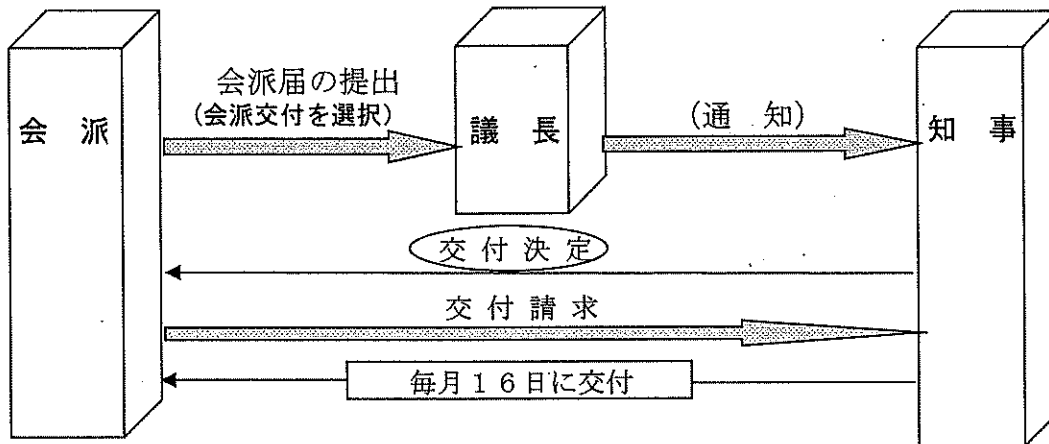 会派
会派届の提出
(会派交付を選択)
議長
(通 知)
知事
交付決定
交付請求
毎月16日に交付